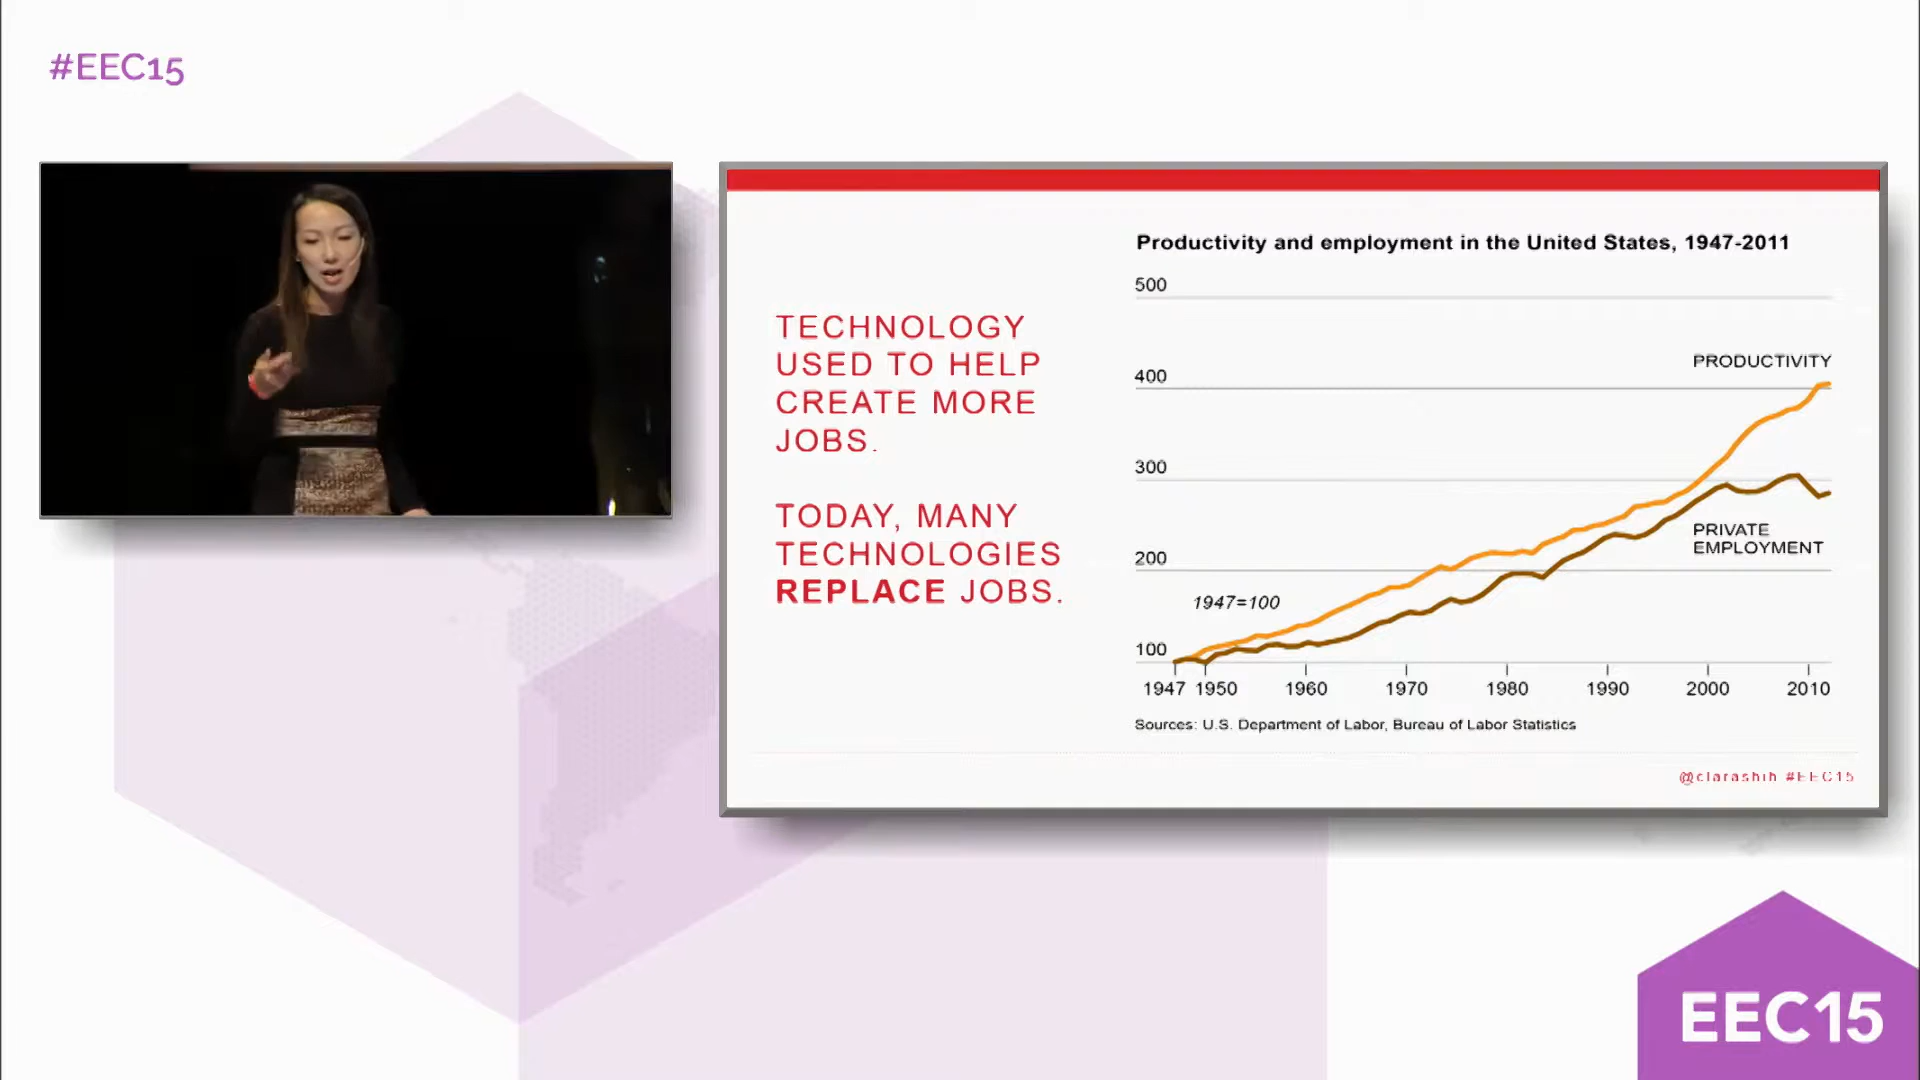 #EEC15
TECHNOLOGY
USED TO HELP
CREATE MORE
JOBS.
TODAY, MANY
TECHNOLOGIES
REPLACE JOBS.
Productivity and employment in the United States, 1947-2011
500
400
300
200
100
PRODUCTIVITY
PRIVATE
EMPLOYMENT
1947=100
1947 1950 1960 1970 1980 1990 2000 2010
Sources: U.S. Department of Labor, Bureau of Labor Statistics
@clarashih #EEC15
EEC15